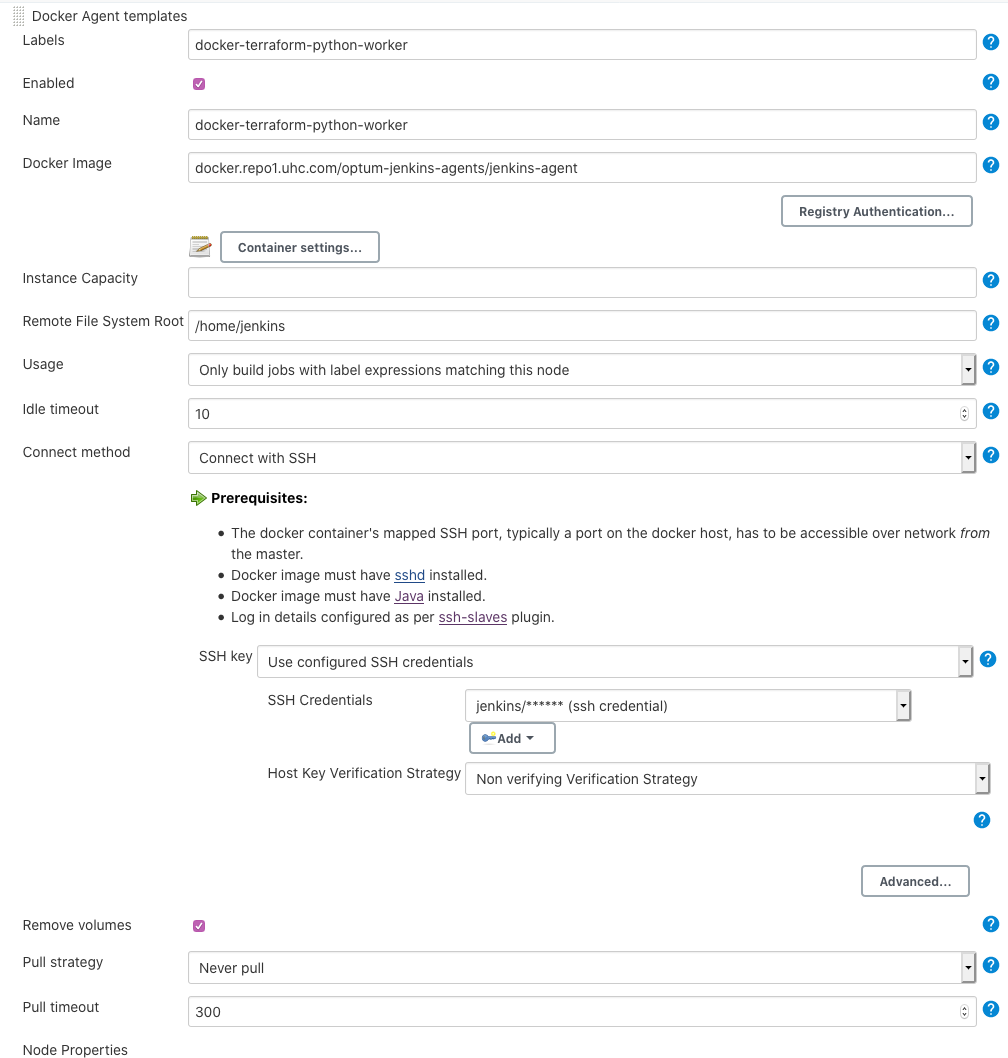 Docker Agent templates
Labels
docker-terraform-python-worker
Enabled
Name
docker-terraform-python-worker
Docker Image
docker.repo1.uhc.com/optum-jenkins-agents/jenkins-agent
Registry Authentication...
Container settings...
Instance Capacity
Remote File System Root
/home/jenkins
Usage
Only build jobs with label expressions matching this node
Idle timeout
10
Connect method
Connect with SSH
Prerequisites:
• The docker container's mapped SSH port, typically a port on the docker host, has to be accessible over network from
the master.
• Docker image must have sshd installed.
• Docker image must have Java installed.
• Log in details configured as per ssh-slaves plugin.
SSH key
Use configured SSH credentials
SSH Credentials
jenkins/****** (ssh credential)
Add
Host Key Verification Strategy
Non verifying Verification Strategy
Advanced...
Remove volumes
Pull strategy
Never pull
Pull timeout
300
Node Properties